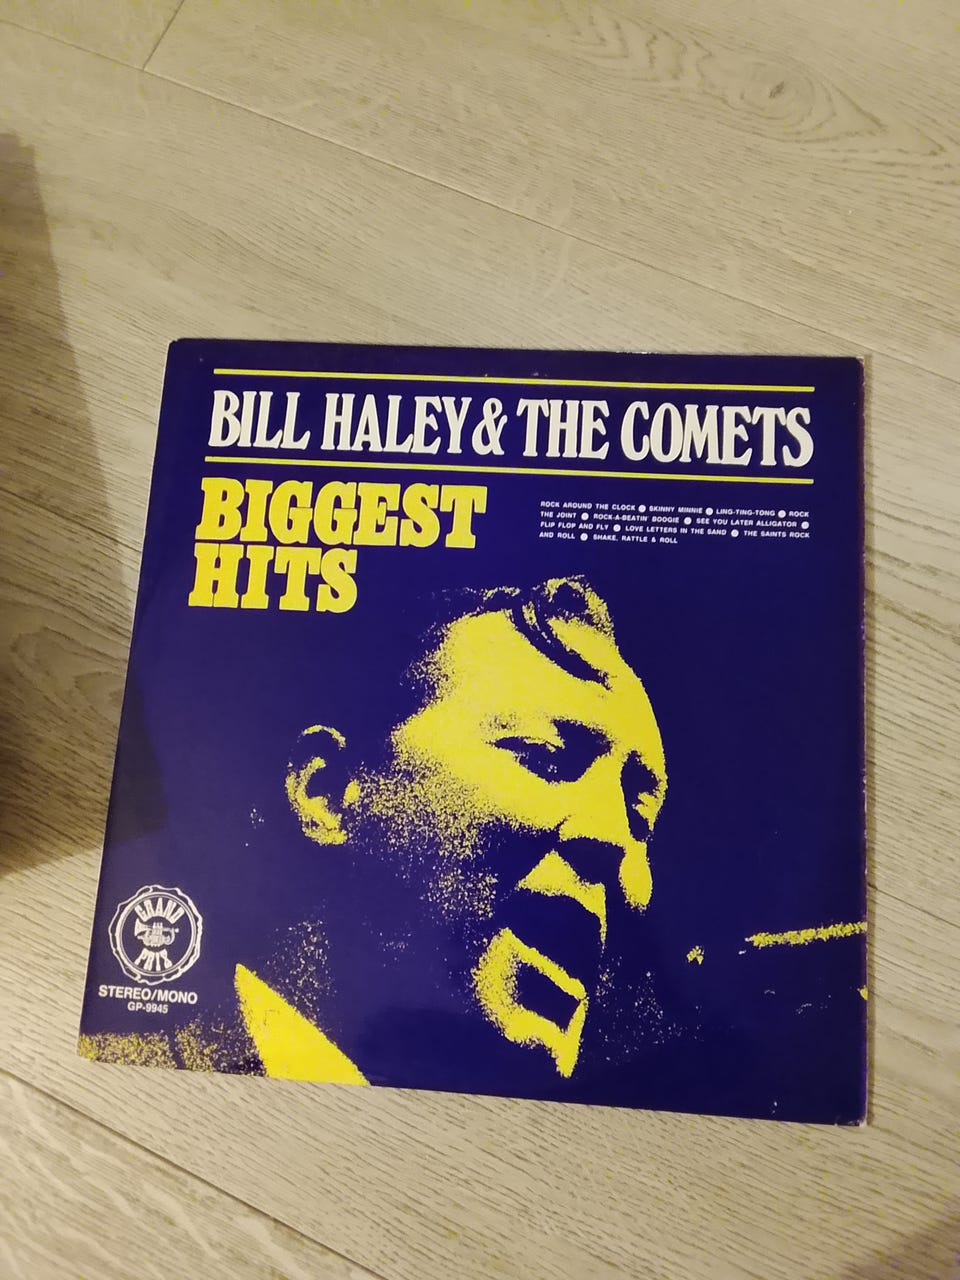 BILL HALEY & THE COMETS
BIGGEST
HITS
ROCK AROUND THE CLOCK ● SKINNY MINNIE ● LING-TING-TONG ● ROCK
THE JOINT ● ROCK-A-BEATIN' BOOGIE ● SEE YOU LATER ALLIGATOR ●
FLIP FLOP AND FLY ● LOVE LETTERS IN THE SAND ● THE SAINTS ROCK
AND ROLL ● SHAKE, RATTLE & ROLL
GRAND
PRIX
STEREO/MONO
GP-9945